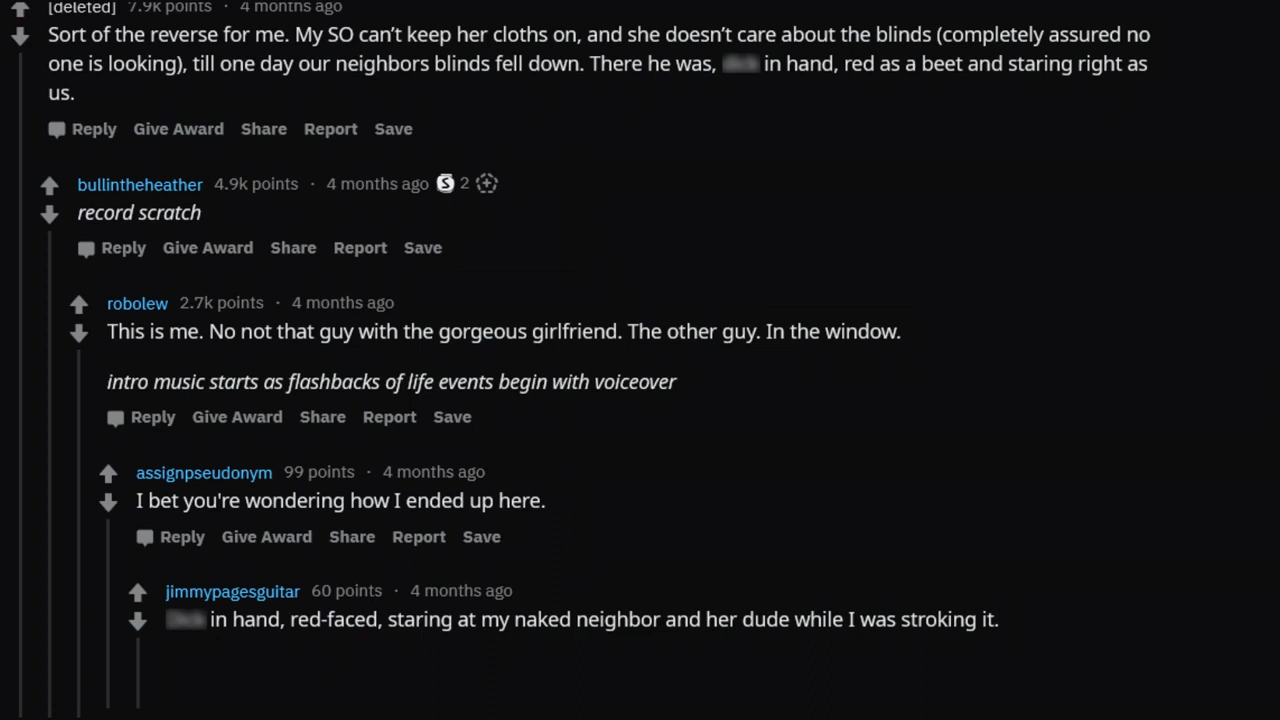 [deleted] 7.9k points · 4 months ago
Sort of the reverse for me. My SO can’t keep her cloths on, and she doesn’t care about the blinds (completely assured no
one is looking), till one day our neighbors blinds fell down. There he was, in hand, red as a beet and staring right as
us.
Reply Give Award Share Report Save
bullintheheather 4.9k points · 4 months ago S 2
record scratch
Reply Give Award Share Report Save
robolew 2.7k points · 4 months ago
This is me. No not that guy with the gorgeous girlfriend. The other guy. In the window.
intro music starts as flashbacks of life events begin with voiceover
Reply Give Award Share Report Save
assignpseudonym 99 points · 4 months ago
I bet you're wondering how I ended up here.
Reply Give Award Share Report Save
jimmypagesguitar 60 points · 4 months ago
in hand, red-faced, staring at my naked neighbor and her dude while I was stroking it.